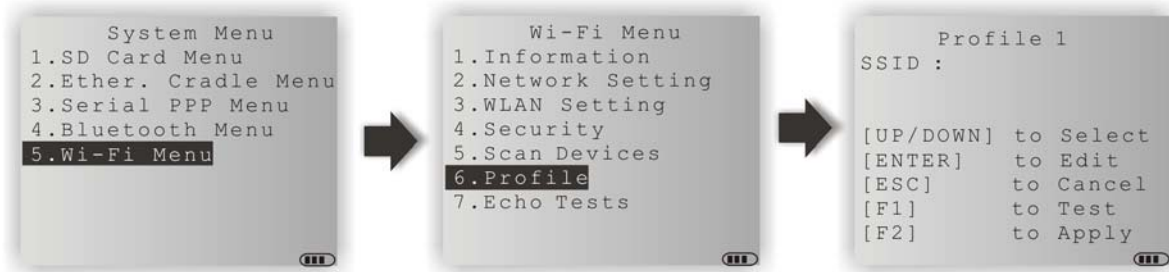 System Menu
1.SD Card Menu
2.Ether. Cradle Menu
3.Serial PPP Menu
4.Bluetooth Menu
5.Wi-Fi Menu
Wi-Fi Menu
1.Information
2.Network Setting
3.WLAN Setting
4.Security
5.Scan Devices
6.Profile
7.Echo Tests
Profile 1
SSID :
[UP/DOWN] to Select
[ENTER] to Edit
[ESC] to Cancel
[F1] to Test
[F2] to Apply